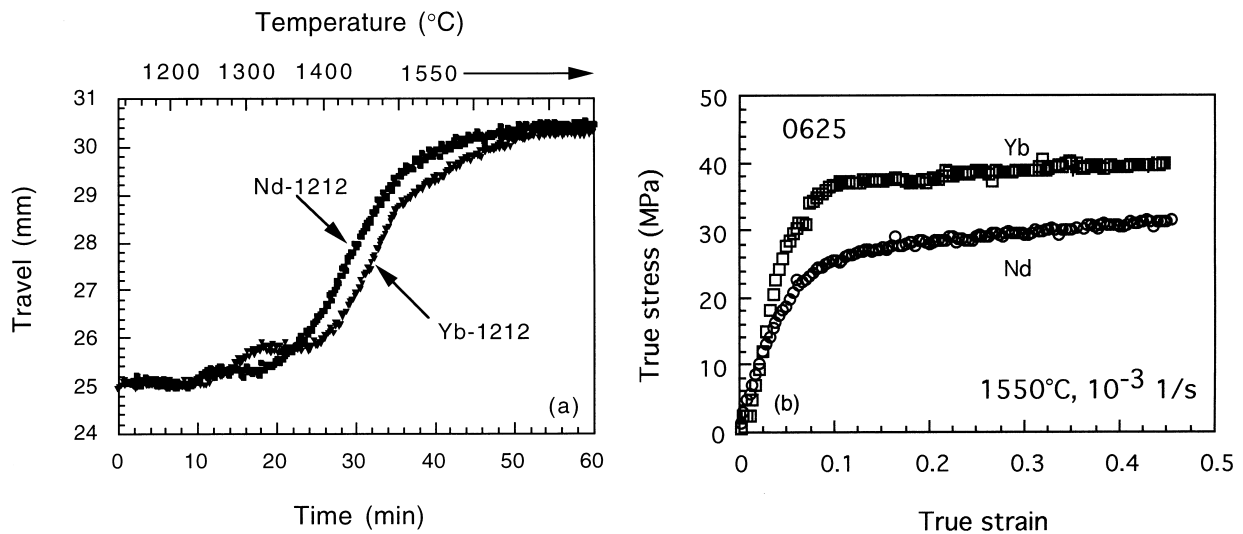 Temperature (°C)
1200 1300 1400 1550
31
30
29
28
27
26
25
24
Travel (mm)
Nd-1212
Yb-1212
(a)
0 10 20 30 40 50 60
Time (min)
50
40
30
20
10
0
True stress (MPa)
0625
Yb
Nd
1550°C, 10⁻³ 1/s
(b)
0 0.1 0.2 0.3 0.4 0.5
True strain